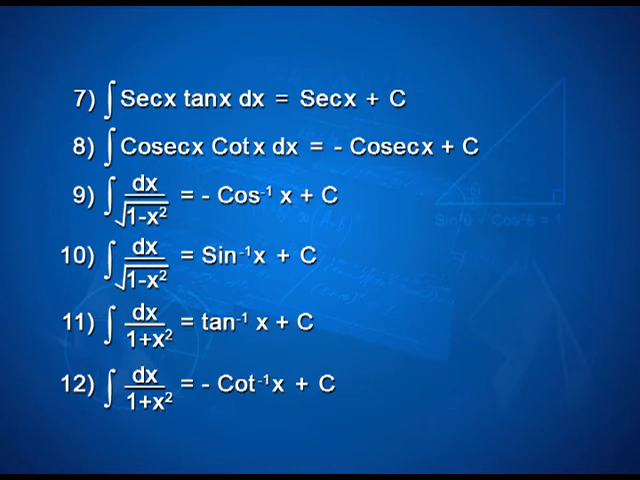 7) ∫ Secx tanx dx = Secx + C
8) ∫ Cosecx Cotx dx = - Cosecx + C
9) ∫ dx/√(1-x²) = - Cos⁻¹ x + C
10) ∫ dx/√(1-x²) = Sin⁻¹x + C
11) ∫ dx/(1+x²) = tan⁻¹ x + C
12) ∫ dx/(1+x²) = - Cot⁻¹x + C